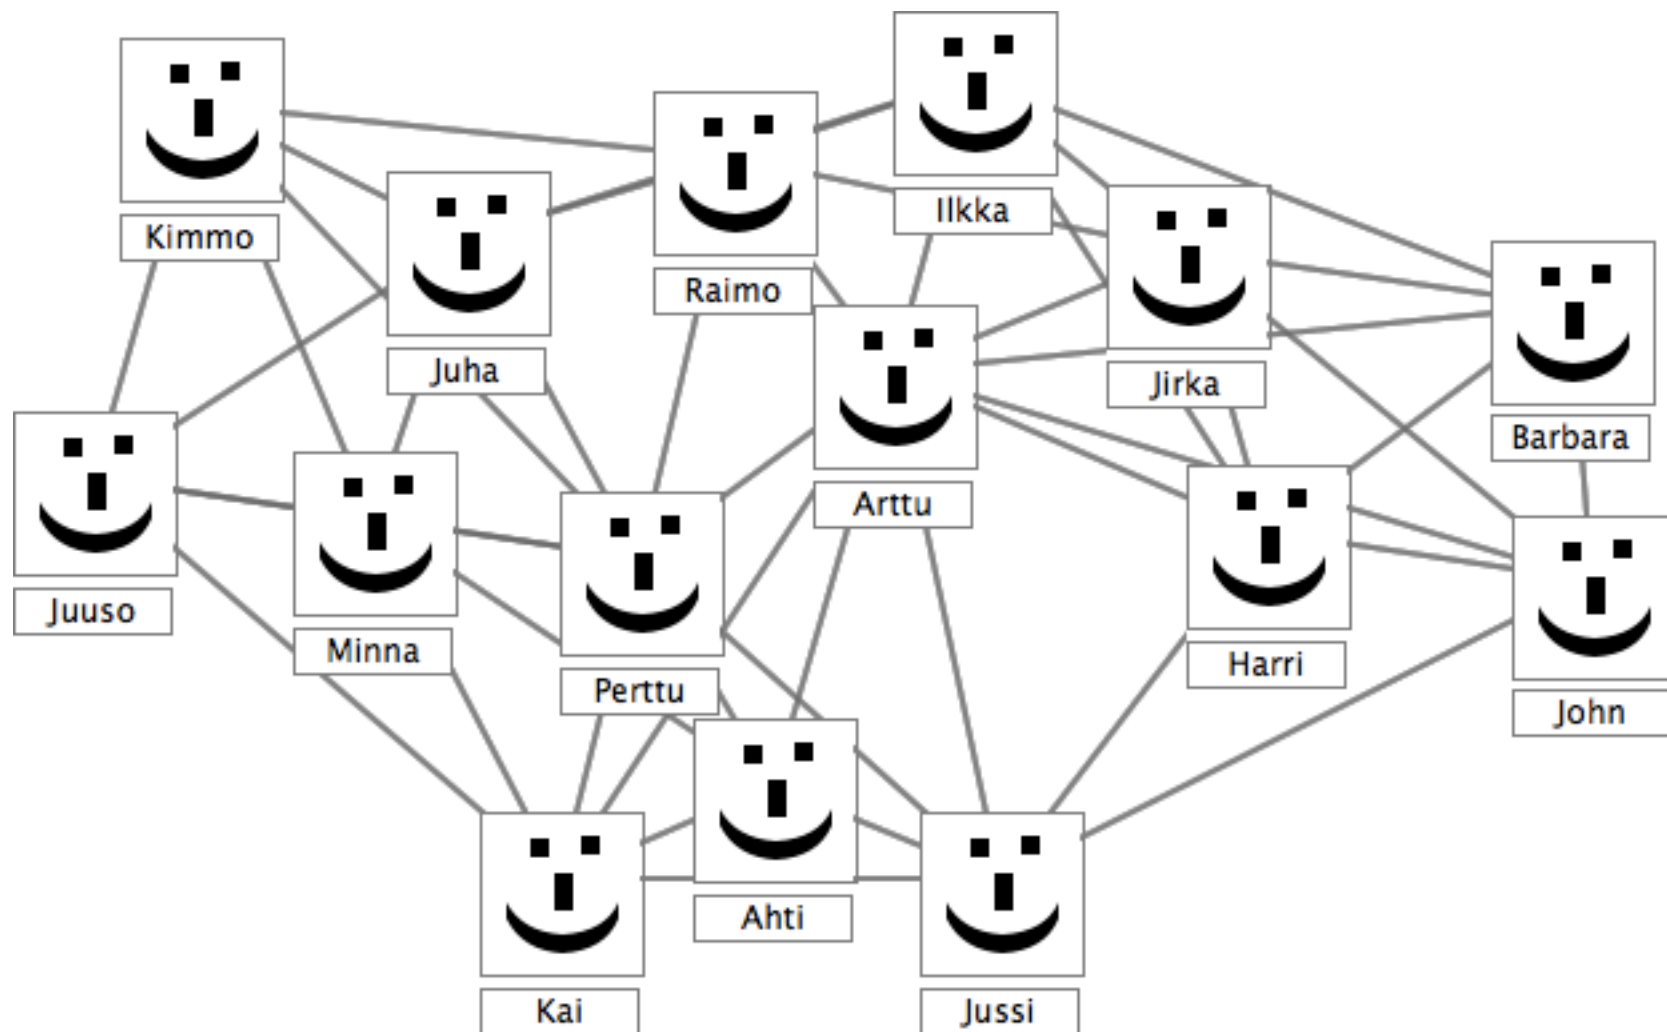 Kimmo
Ilkka
Raimo
Juha
Jirka
Barbara
Arttu
Juuso
Minna
Harri
Perttu
John
Ahti
Kai
Jussi